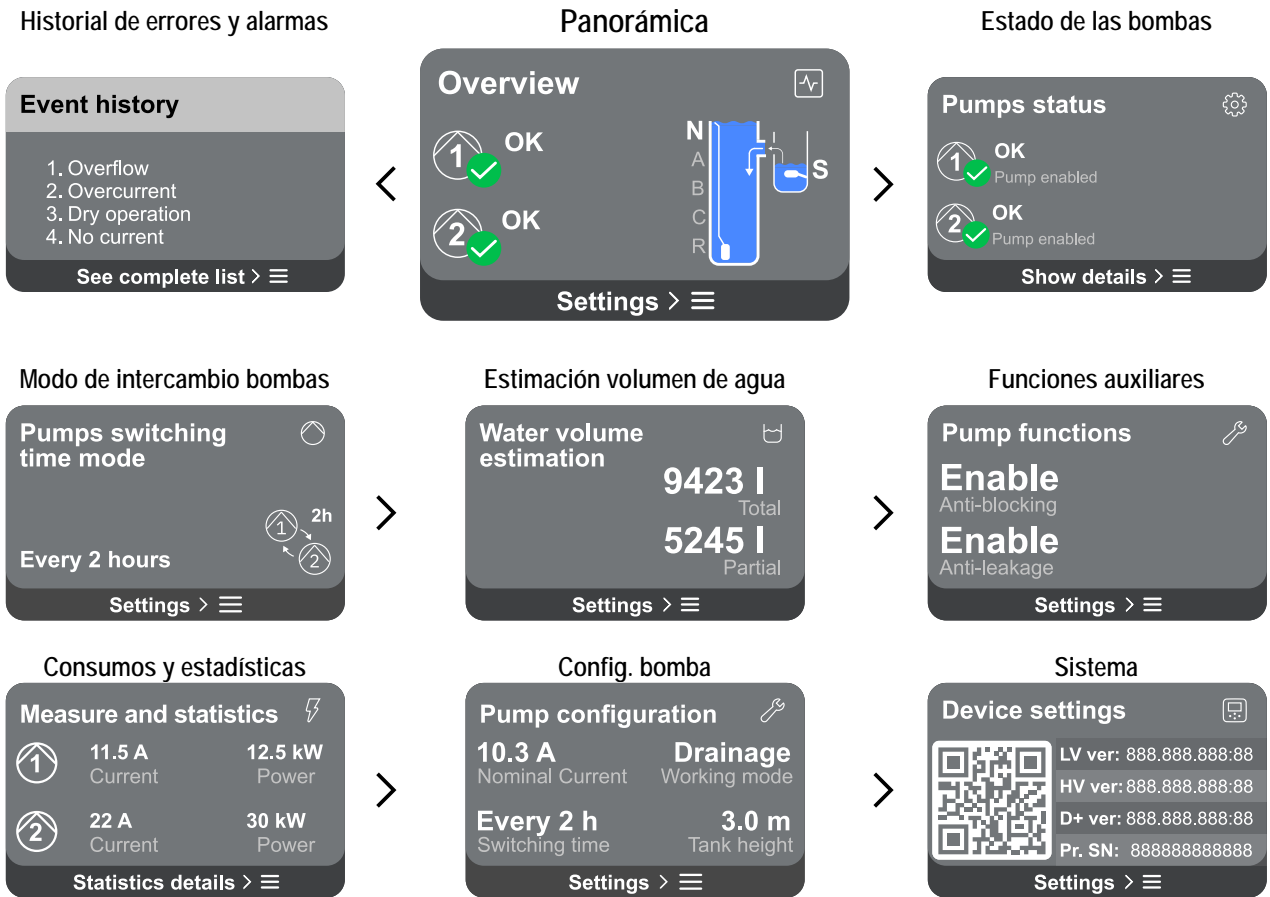 Historial de errores y alarmas
Event history
1. Overflow
2. Overcurrent
3. Dry operation
4. No current
See complete list > ☰
Panorámica
Overview
1
OK
2
OK
N
A
B
C
R
L
S
Settings > ☰
Estado de las bombas
Pumps status
1
OK
Pump enabled
2
OK
Pump enabled
Show details > ☰
Modo de intercambio bombas
Pumps switching
time mode
1
2h
2
Every 2 hours
Settings > ☰
Estimación volumen de agua
Water volume
estimation
9423 l
Total
5245 l
Partial
Settings > ☰
Funciones auxiliares
Pump functions
Enable
Anti-blocking
Enable
Anti-leakage
Settings > ☰
Consumos y estadísticas
Measure and statistics
1
11.5 A 12.5 kW
Current Power
2
22 A 30 kW
Current Power
Statistics details > ☰
Config. bomba
Pump configuration
10.3 A Drainage
Nominal Current Working mode
Every 2 h 3.0 m
Switching time Tank height
Settings > ☰
Sistema
Device settings
LV ver: 888.888.888:88
HV ver: 888.888.888:88
D+ ver: 888.888.888:88
Pr. SN: 888888888888
Settings > ☰